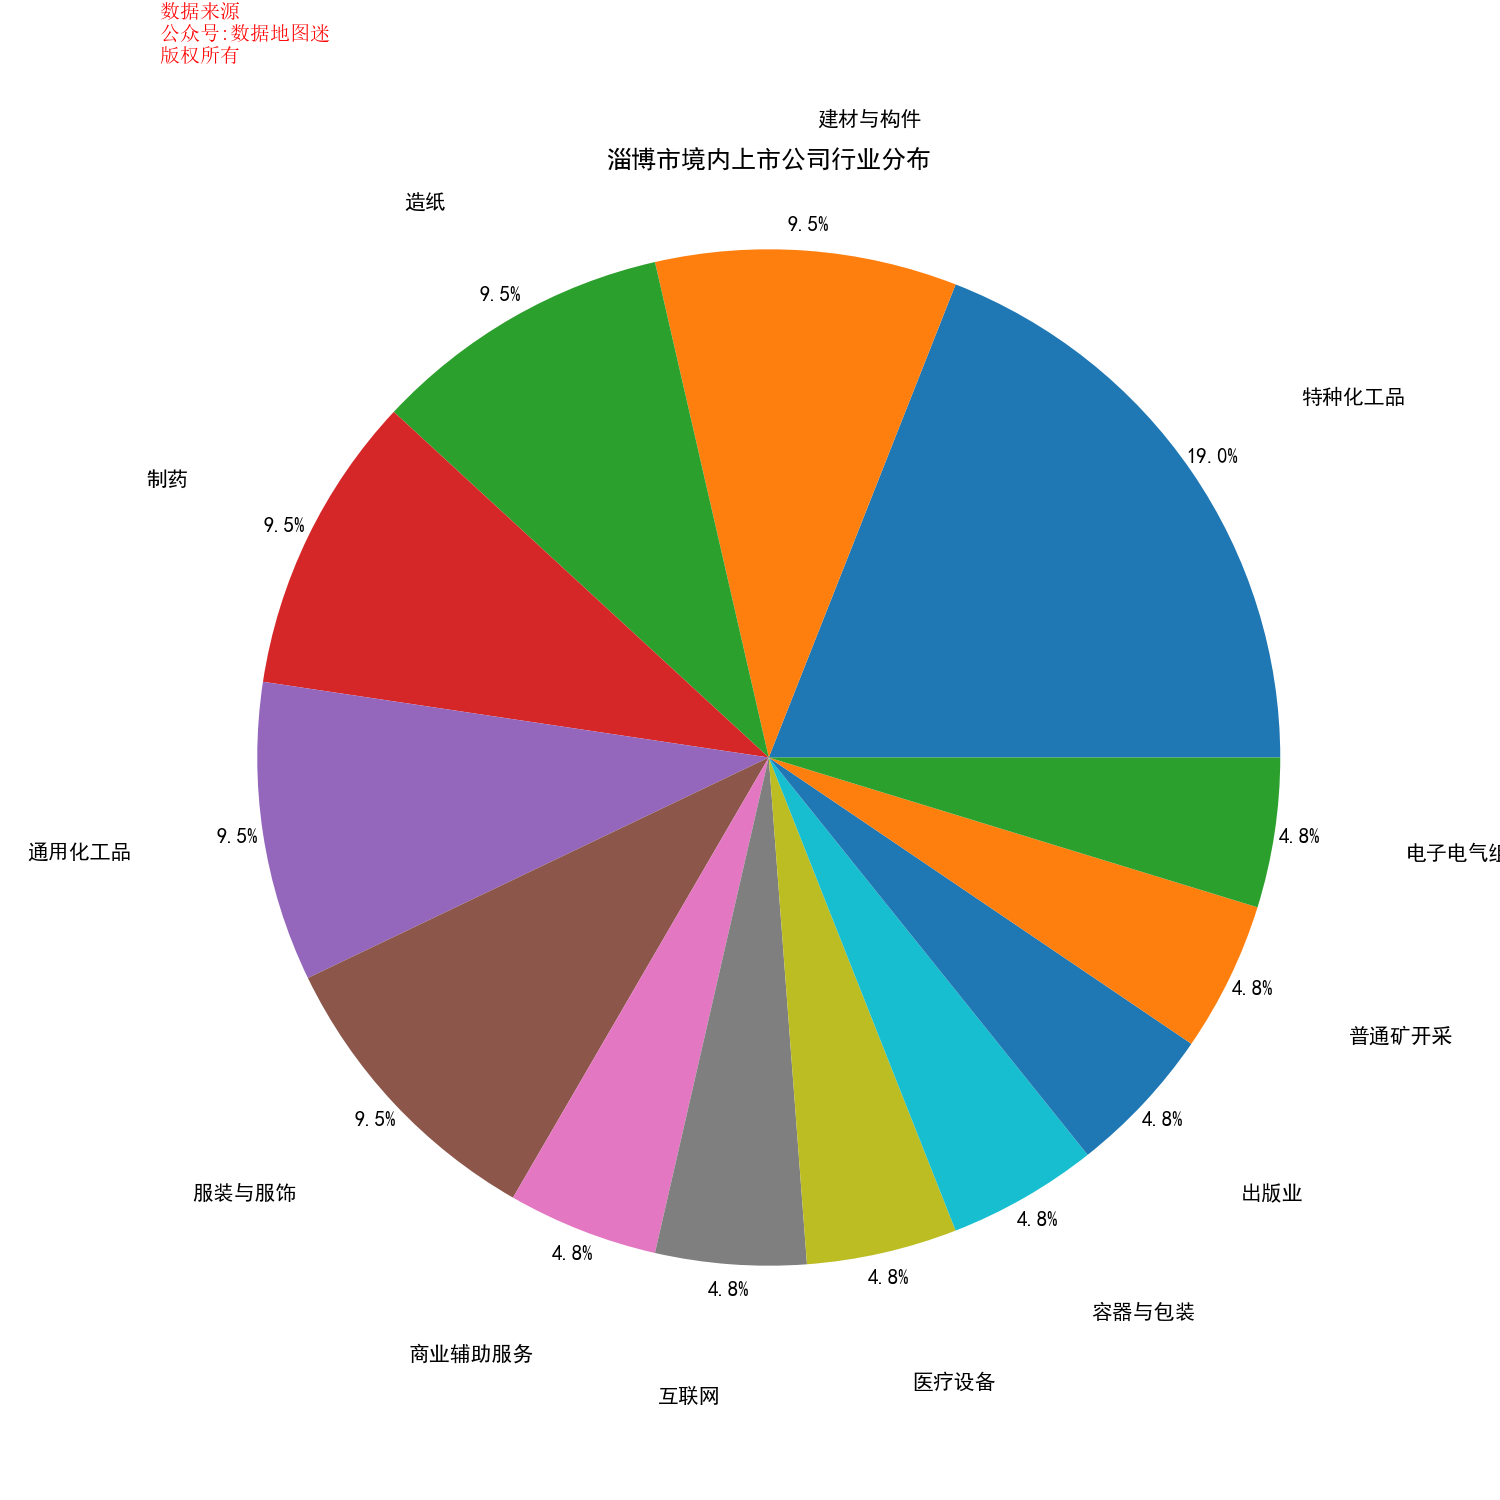 数据来源
公众号:数据地图迷
版权所有
建材与构件
淄博市境内上市公司行业分布
造纸
9.5%
9.5%
特种化工品
19.0%
制药
9.5%
通用化工品
9.5%
4.8%
电子电气组
4.8%
普通矿开采
9.5%
4.8%
服装与服饰
出版业
4.8%
4.8%
4.8%
4.8%
容器与包装
商业辅助服务
医疗设备
互联网